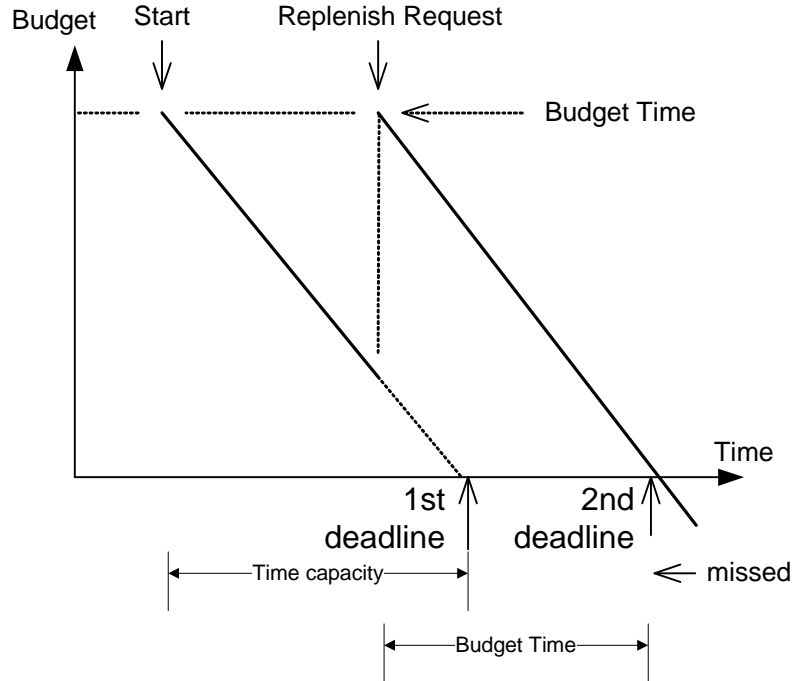 Budget
Start
Replenish Request
Budget Time
Time
1st
deadline
2nd
deadline
missed
Time capacity
Budget Time